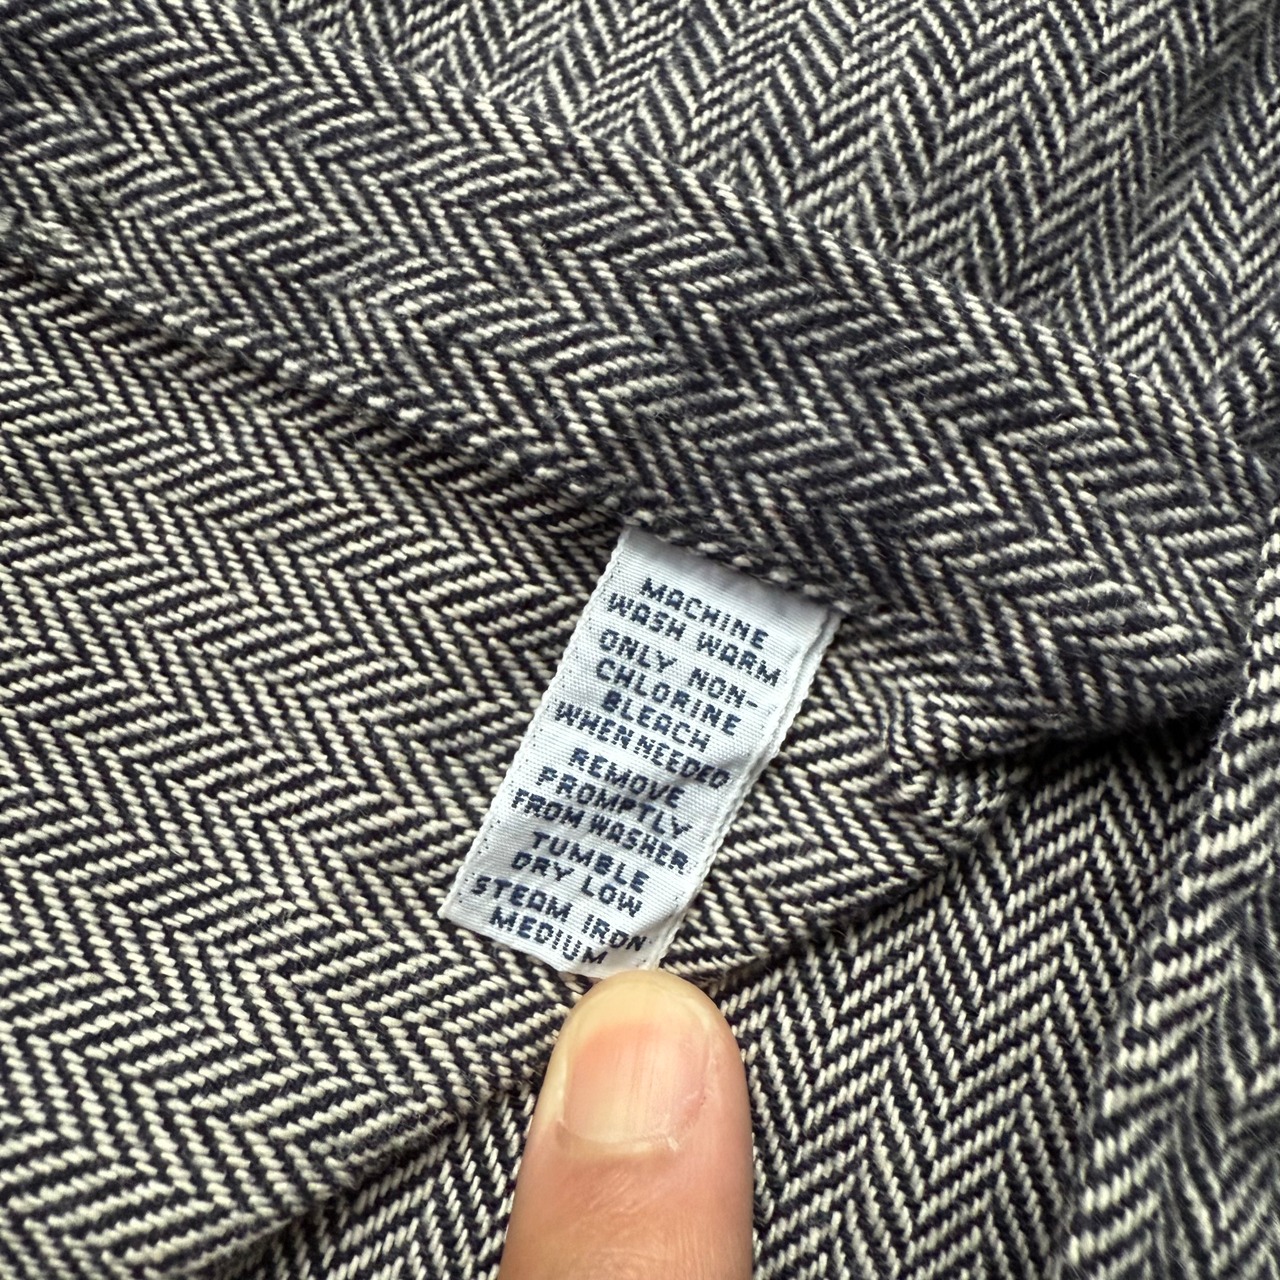 MACHINE
WASH WARM
ONLY NON-
CHLORINE
BLEACH
WHEN NEEDED
REMOVE
PROMPTLY
FROM WASHER
TUMBLE
DRY LOW
STEAM IRON
MEDIUM